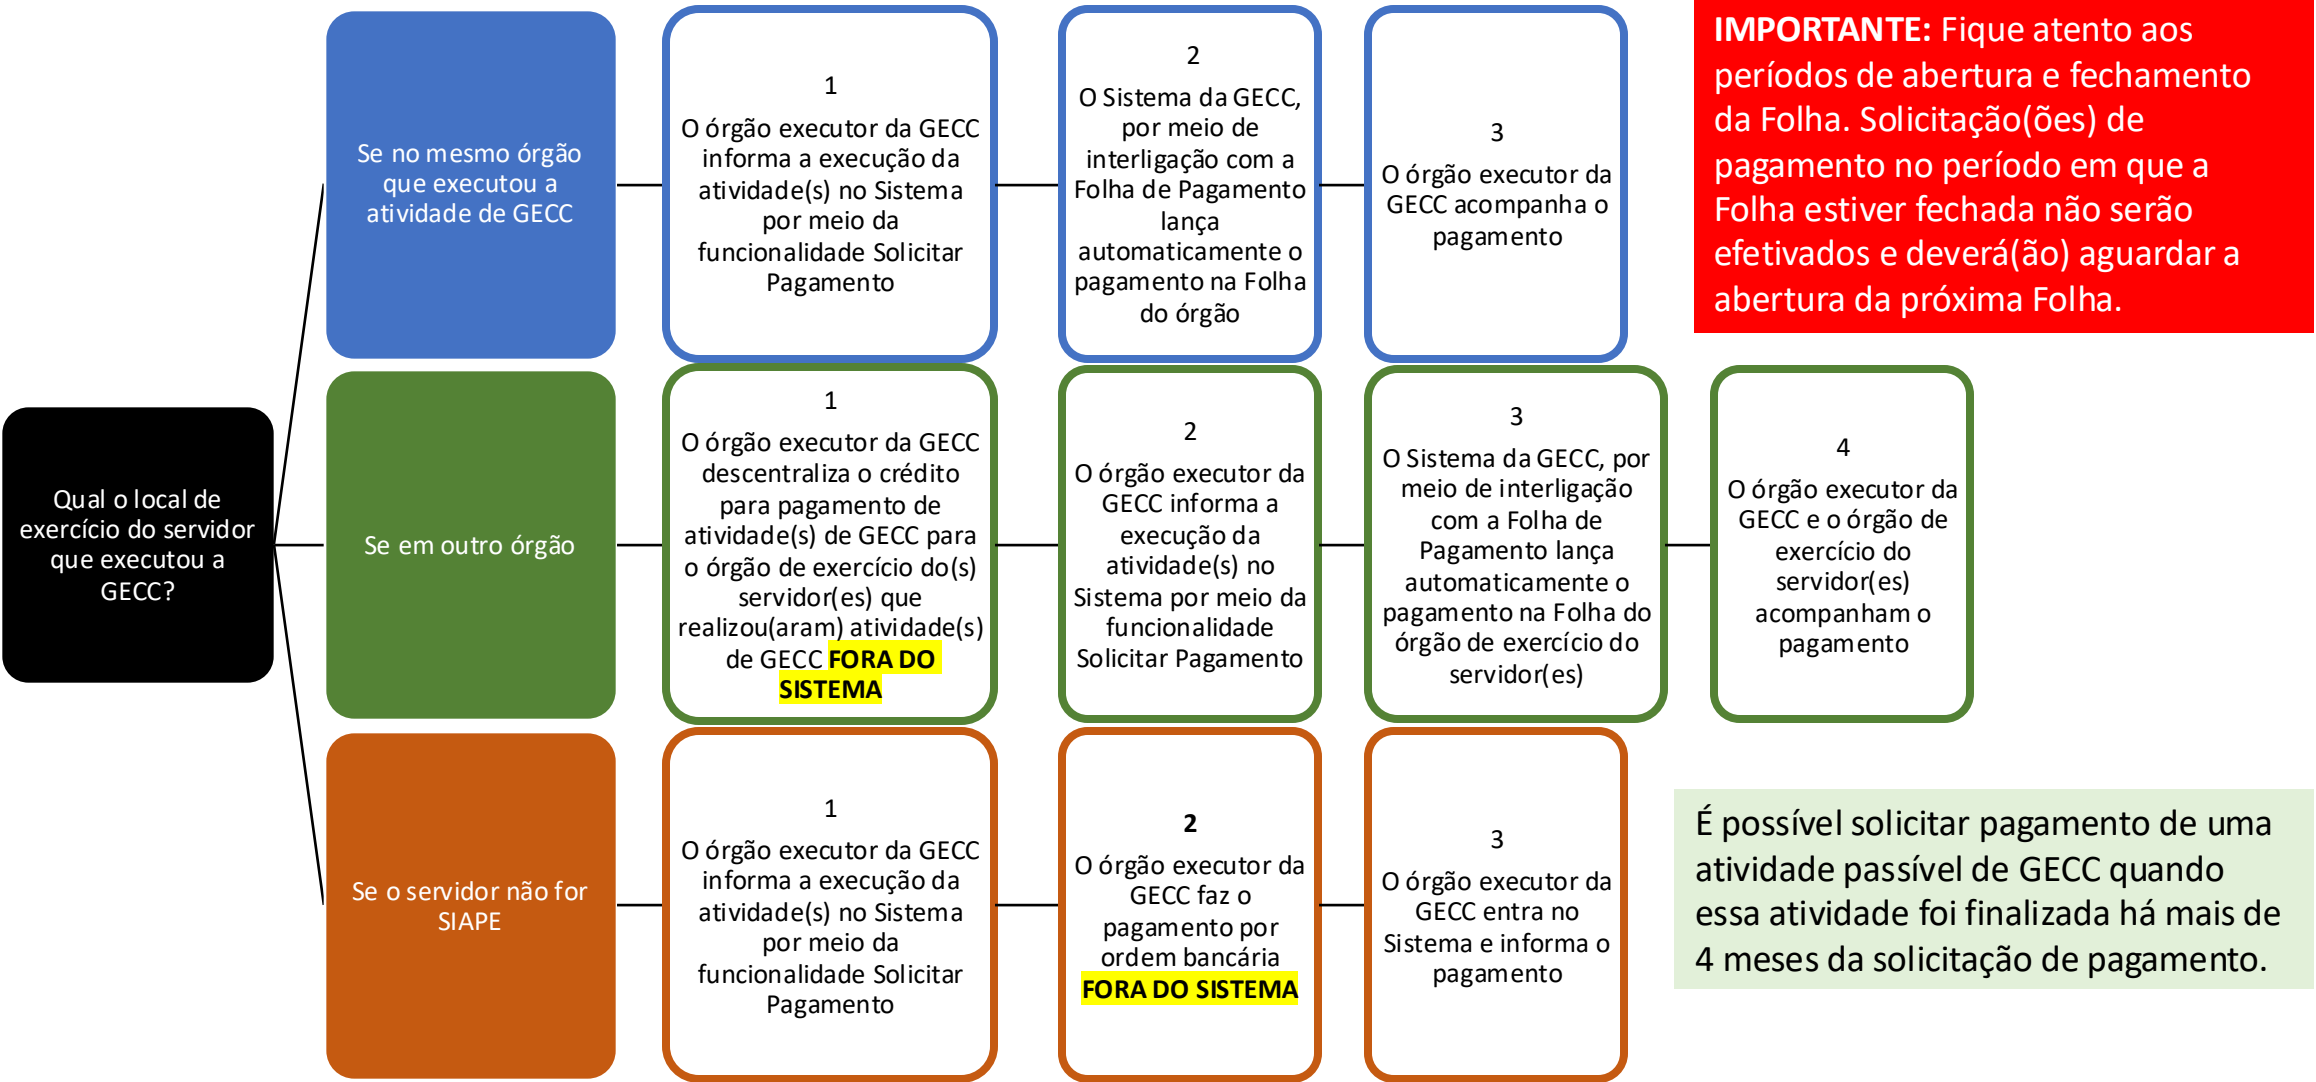 Qual o local de
exercício do servidor
que executou a
GECC?
Se no mesmo órgão
que executou a
atividade de GECC
1
O órgão executor da GECC
informa a execução da
atividade(s) no Sistema
por meio da
funcionalidade Solicitar
Pagamento
2
O Sistema da GECC,
por meio de
interligação com a
Folha de Pagamento
lança
automaticamente o
pagamento na Folha
do órgão
3
O órgão executor da
GECC acompanha o
pagamento
IMPORTANTE: Fique atento aos
períodos de abertura e fechamento
da Folha. Solicitação(ões) de
pagamento no período em que a
Folha estiver fechada não serão
efetivados e deverá(ão) aguardar a
abertura da próxima Folha.
Se em outro órgão
1
O órgão executor da GECC
descentraliza o crédito
para pagamento de
atividade(s) de GECC para
o órgão de exercício do(s)
servidor(es) que
realizou(aram) atividade(s)
de GECC FORA DO
SISTEMA
2
O órgão executor da
GECC informa a
execução da
atividade(s) no
Sistema por meio da
funcionalidade
Solicitar Pagamento
3
O Sistema da GECC, por
meio de interligação
com a Folha de
Pagamento lança
automaticamente o
pagamento na Folha do
órgão de exercício do
servidor(es)
4
O órgão executor da
GECC e o órgão de
exercício do
servidor(es)
acompanham o
pagamento
Se o servidor não for
SIAPE
1
O órgão executor da GECC
informa a execução da
atividade(s) no Sistema
por meio da
funcionalidade Solicitar
Pagamento
2
O órgão executor da
GECC faz o
pagamento por
ordem bancária
FORA DO SISTEMA
3
O órgão executor da
GECC entra no
Sistema e informa o
pagamento
É possível solicitar pagamento de uma
atividade passível de GECC quando
essa atividade foi finalizada há mais de
4 meses da solicitação de pagamento.